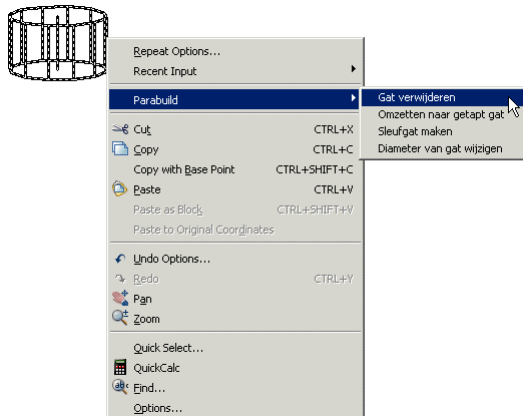 Repeat Options...
Recent Input
Parabuild
Gat verwijderen
Omzetten naar getapt gat
Sleufgat maken
Diameter van gat wijzigen
Cut CTRL+X
Copy CTRL+C
Copy with Base Point CTRL+SHIFT+C
Paste CTRL+V
Paste as Block CTRL+SHIFT+V
Paste to Original Coordinates
Undo Options...
Redo CTRL+Y
Pan
Zoom
Quick Select...
QuickCalc
Find...
Options...